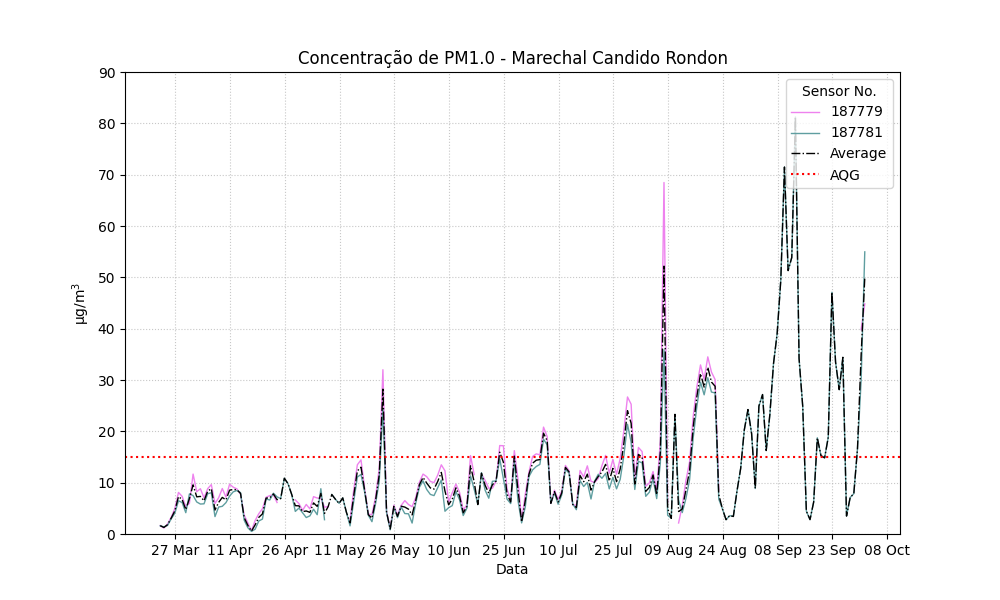 Concentração de PM1.0 - Marechal Candido Rondon
90
80
70
60
50
40
30
20
10
0
µg/m³
Sensor No.
187779
187781
Average
AQG
27 Mar 11 Apr 26 Apr 11 May 26 May 10 Jun 25 Jun 10 Jul 25 Jul 09 Aug 24 Aug 08 Sep 23 Sep 08 Oct
Data